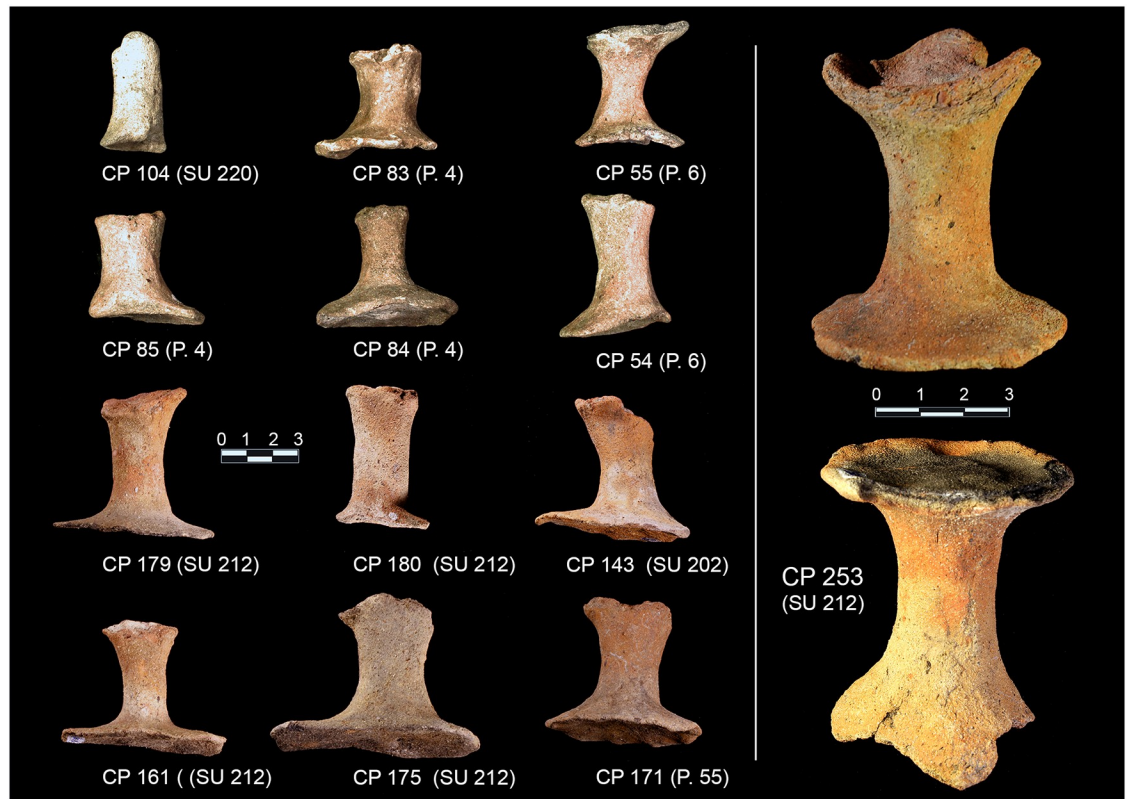 CP 104 (SU 220)
CP 83 (P. 4)
CP 55 (P. 6)
CP 85 (P. 4)
CP 84 (P. 4)
CP 54 (P. 6)
0 1 2 3
CP 179 (SU 212)
CP 180 (SU 212)
CP 143 (SU 202)
CP 161 ( (SU 212)
CP 175 (SU 212)
CP 171 (P. 55)
0 1 2 3
CP 253
(SU 212)